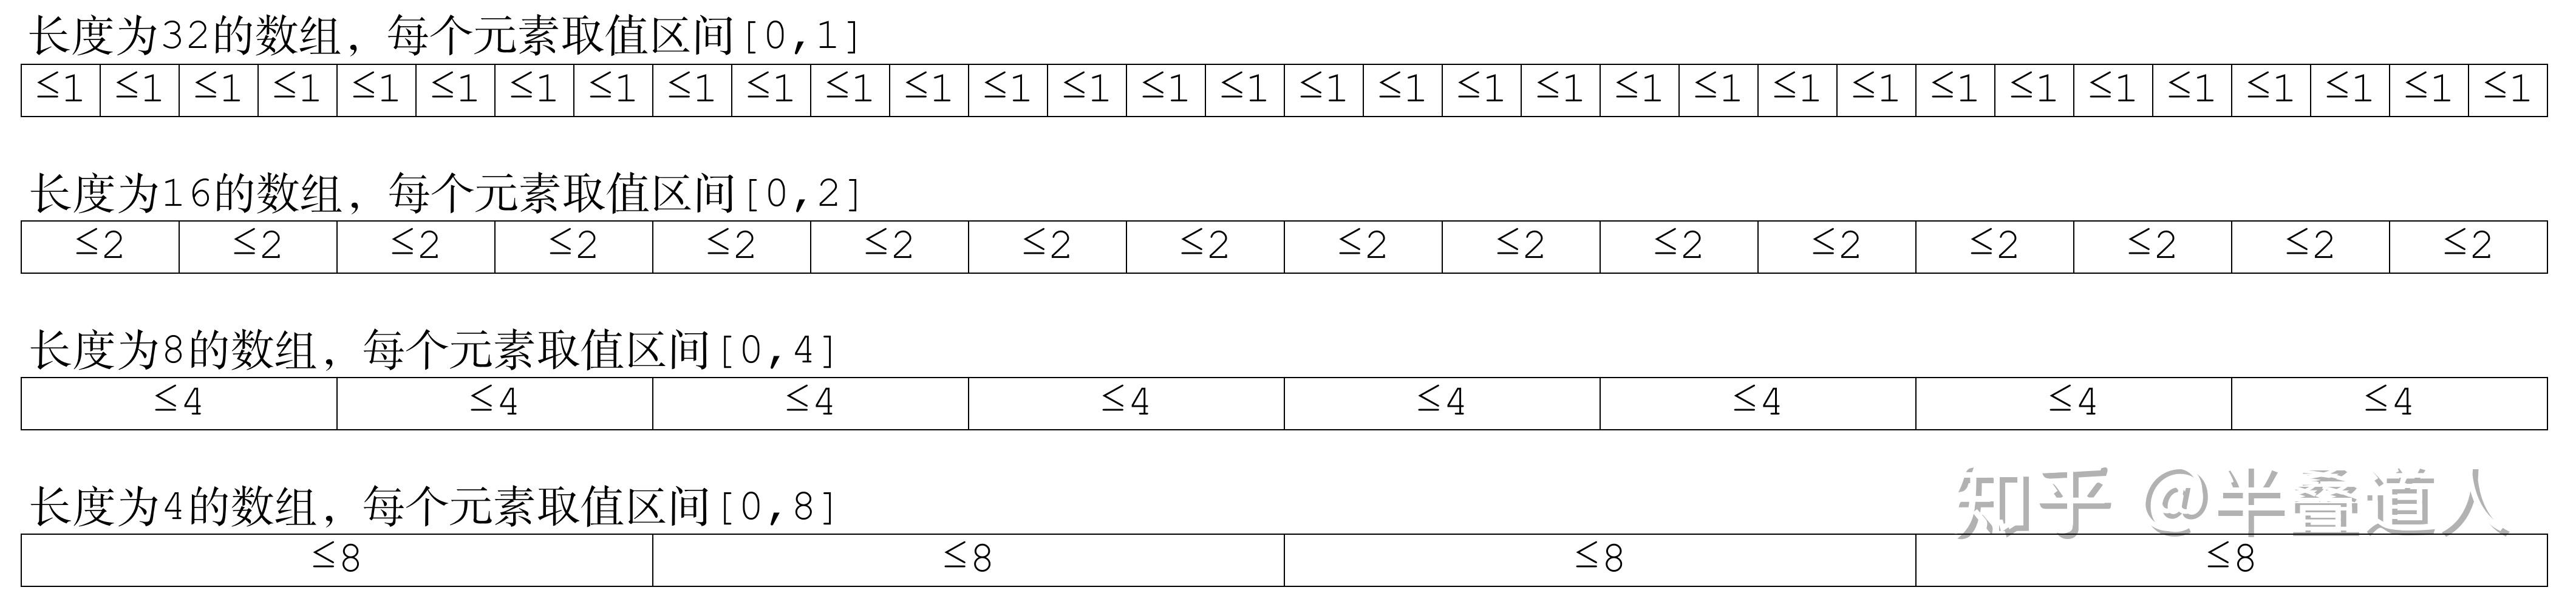 长度为32的数组，每个元素取值区间[0,1]
≤1 ≤1 ≤1 ≤1 ≤1 ≤1 ≤1 ≤1 ≤1 ≤1 ≤1 ≤1 ≤1 ≤1 ≤1 ≤1 ≤1 ≤1 ≤1 ≤1 ≤1 ≤1 ≤1 ≤1 ≤1 ≤1 ≤1 ≤1 ≤1 ≤1 ≤1 ≤1
长度为16的数组，每个元素取值区间[0,2]
≤2 ≤2 ≤2 ≤2 ≤2 ≤2 ≤2 ≤2 ≤2 ≤2 ≤2 ≤2 ≤2 ≤2 ≤2 ≤2
长度为8的数组，每个元素取值区间[0,4]
≤4 ≤4 ≤4 ≤4 ≤4 ≤4 ≤4 ≤4
长度为4的数组，每个元素取值区间[0,8]
≤8 ≤8 ≤8 ≤8
知乎 @半叠道人